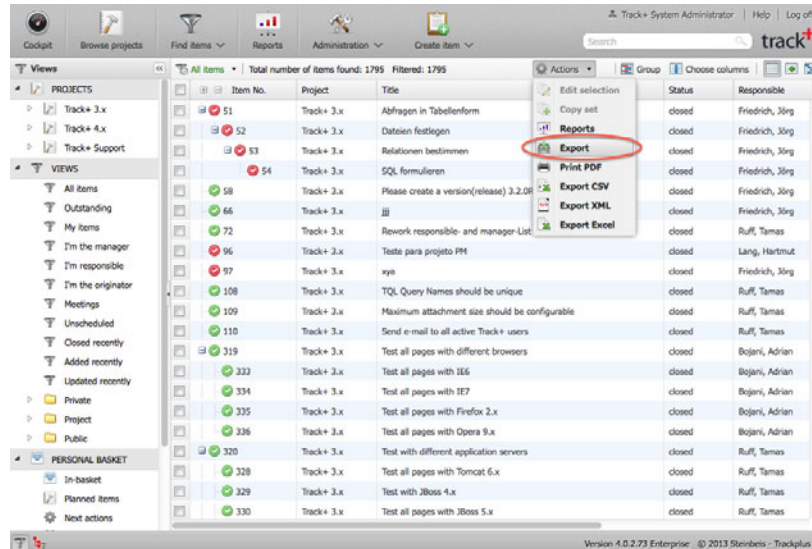 Track+ System Administrator | Help | Log of
Cockpit Browse projects Find items Reports Administration Create item Search track+
Views All items Total number of items found: 1795 Filtered: 1795 Actions Group Choose columns
PROJECTS Item No. Project Title Edit selection Status Responsible
Track+ 3.x 51 Track+ 3.x Abfragen in Tabellenform Copy set closed Friedrich, Jörg
Track+ 4.x 52 Track+ 3.x Dateien festlegen Reports closed Friedrich, Jörg
Track+ Support 53 Track+ 3.x Relationen bestimmen Export closed Friedrich, Jörg
VIEWS 54 Track+ 3.x SQL formulieren Print PDF closed Friedrich, Jörg
All items 58 Track+ 3.x Please create a version(release) 3.2.0 Export CSV closed Friedrich, Jörg
Outstanding 66 Track+ 3.x jjj Export XML closed Friedrich, Jörg
My items 72 Track+ 3.x Rework responsible- and manager-List Export Excel closed Ruff, Tamas
I'm the manager 96 Track+ 3.x Teste para projeto PM closed Lang, Hartmut
I'm responsible 97 Track+ 3.x xya closed Friedrich, Jörg
I'm the originator 108 Track+ 3.x TQL Query Names should be unique closed Ruff, Tamas
Meetings 109 Track+ 3.x Maximum attachment size should be configurable closed Ruff, Tamas
Unscheduled 110 Track+ 3.x Send e-mail to all active Track+ users closed Ruff, Tamas
Closed recently 319 Track+ 3.x Test all pages with different browsers closed Bojani, Adrian
Added recently 333 Track+ 3.x Test all pages with IE6 closed Bojani, Adrian
Updated recently 334 Track+ 3.x Test all pages with IE7 closed Bojani, Adrian
Private 335 Track+ 3.x Test all pages with Firefox 2.x closed Bojani, Adrian
Project 336 Track+ 3.x Test all pages with Opera 9.x closed Bojani, Adrian
Public 320 Track+ 3.x Test with different application servers closed Ruff, Tamas
PERSONAL BASKET
In-basket 328 Track+ 3.x Test all pages with Tomcat 6.x closed Ruff, Tamas
Planned items 329 Track+ 3.x Test with JBoss 4.x closed Ruff, Tamas
Next actions 330 Track+ 3.x Test all pages with JBoss 5.x closed Ruff, Tamas
Version 4.0.2.73 Enterprise © 2013 Steinbeis - Trackplus